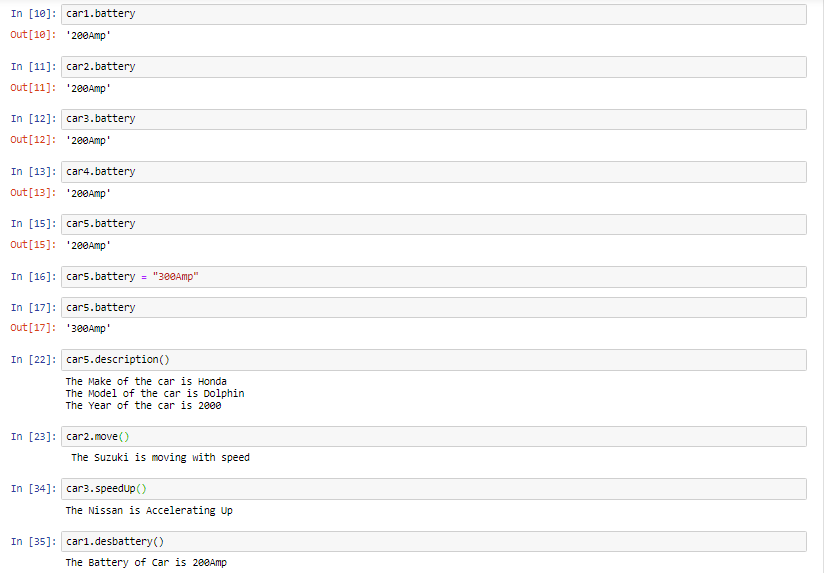 In [10]: car1.battery
Out[10]: '200Amp'
In [11]: car2.battery
Out[11]: '200Amp'
In [12]: car3.battery
Out[12]: '200Amp'
In [13]: car4.battery
Out[13]: '200Amp'
In [15]: car5.battery
Out[15]: '200Amp'
In [16]: car5.battery = "300Amp"
In [17]: car5.battery
Out[17]: '300Amp'
In [22]: car5.description()
The Make of the car is Honda
The Model of the car is Dolphin
The Year of the car is 2000
In [23]: car2.move()
The Suzuki is moving with speed
In [34]: car3.speedUp()
The Nissan is Accelerating Up
In [35]: car1.desbattery()
The Battery of Car is 200Amp